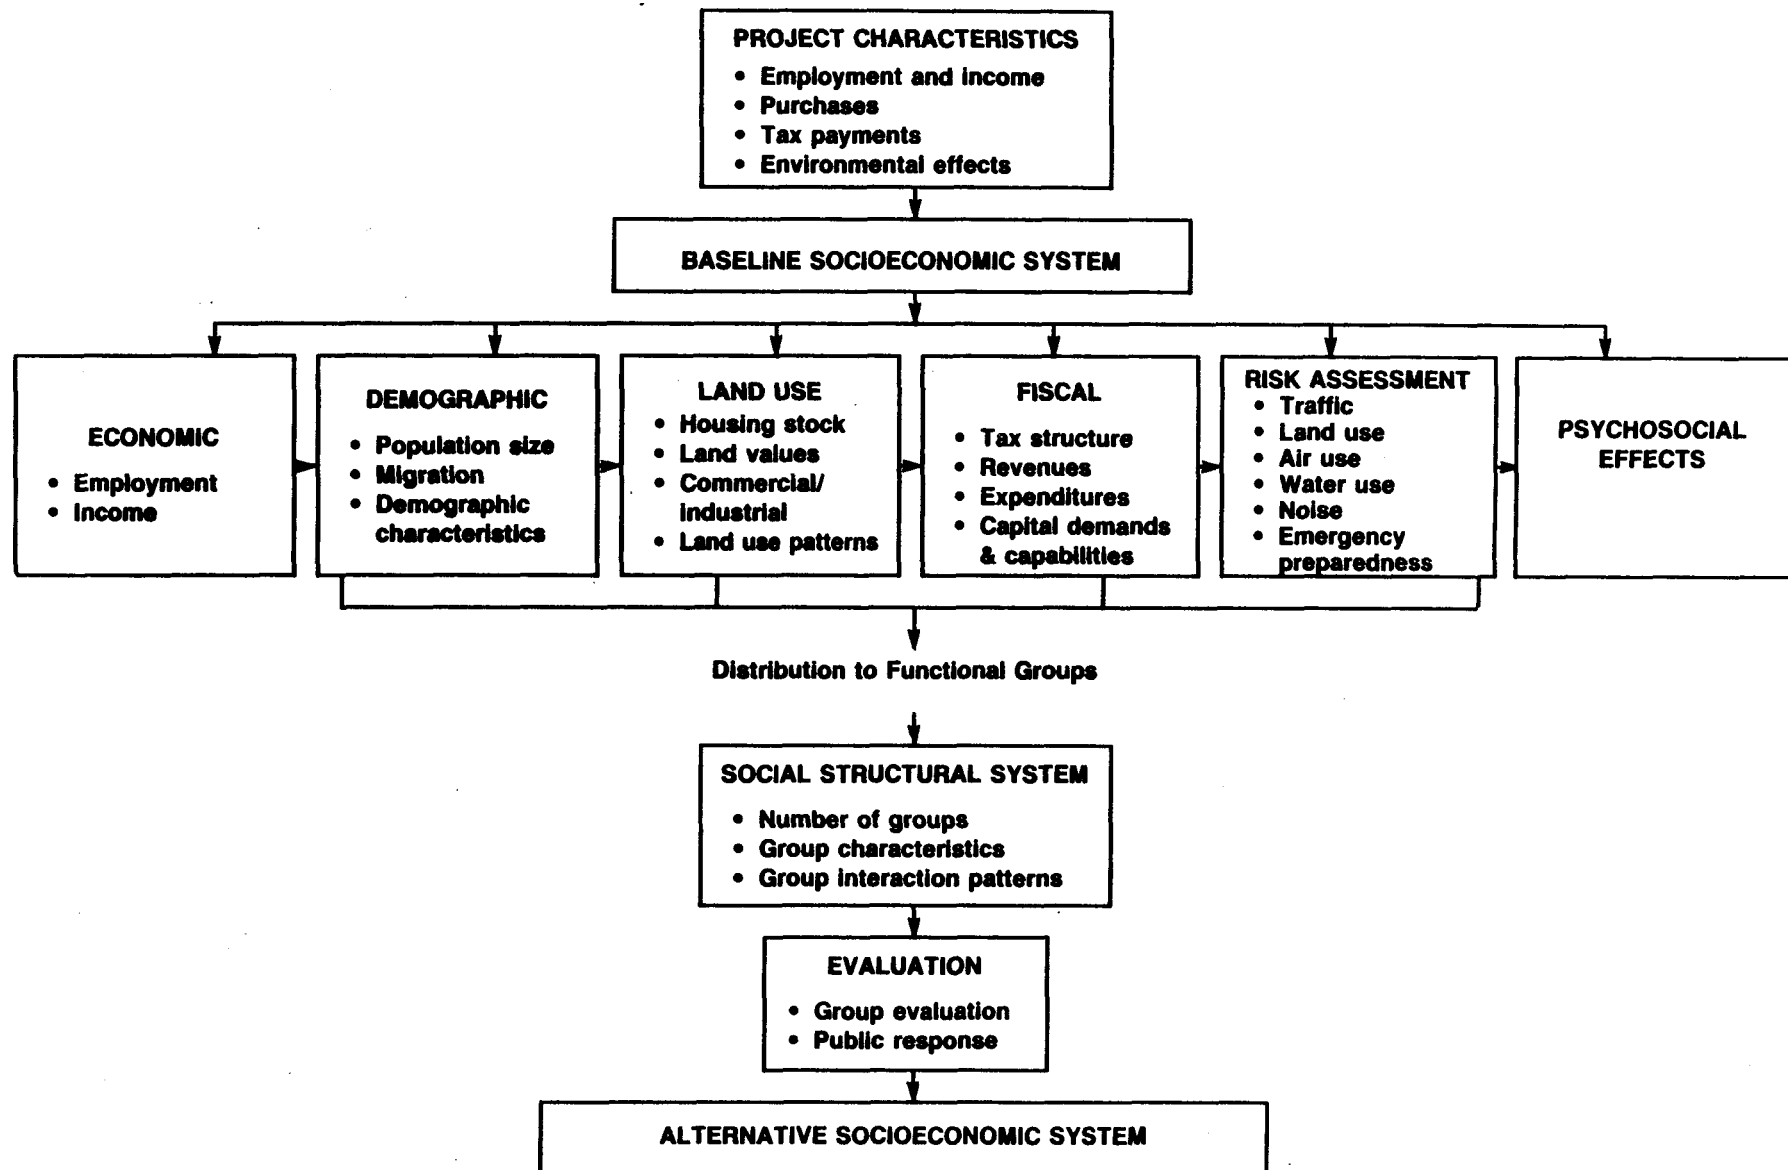 PROJECT CHARACTERISTICS
• Employment and income
• Purchases
• Tax payments
• Environmental effects
BASELINE SOCIOECONOMIC SYSTEM
ECONOMIC
• Employment
• Income
DEMOGRAPHIC
• Population size
• Migration
• Demographic
characteristics
LAND USE
• Housing stock
• Land values
• Commercial/
industrial
• Land use patterns
FISCAL
• Tax structure
• Revenues
• Expenditures
• Capital demands
& capabilities
RISK ASSESSMENT
• Traffic
• Land use
• Air use
• Water use
• Noise
• Emergency
preparedness
PSYCHOSOCIAL
EFFECTS
Distribution to Functional Groups
SOCIAL STRUCTURAL SYSTEM
• Number of groups
• Group characteristics
• Group interaction patterns
EVALUATION
• Group evaluation
• Public response
ALTERNATIVE SOCIOECONOMIC SYSTEM